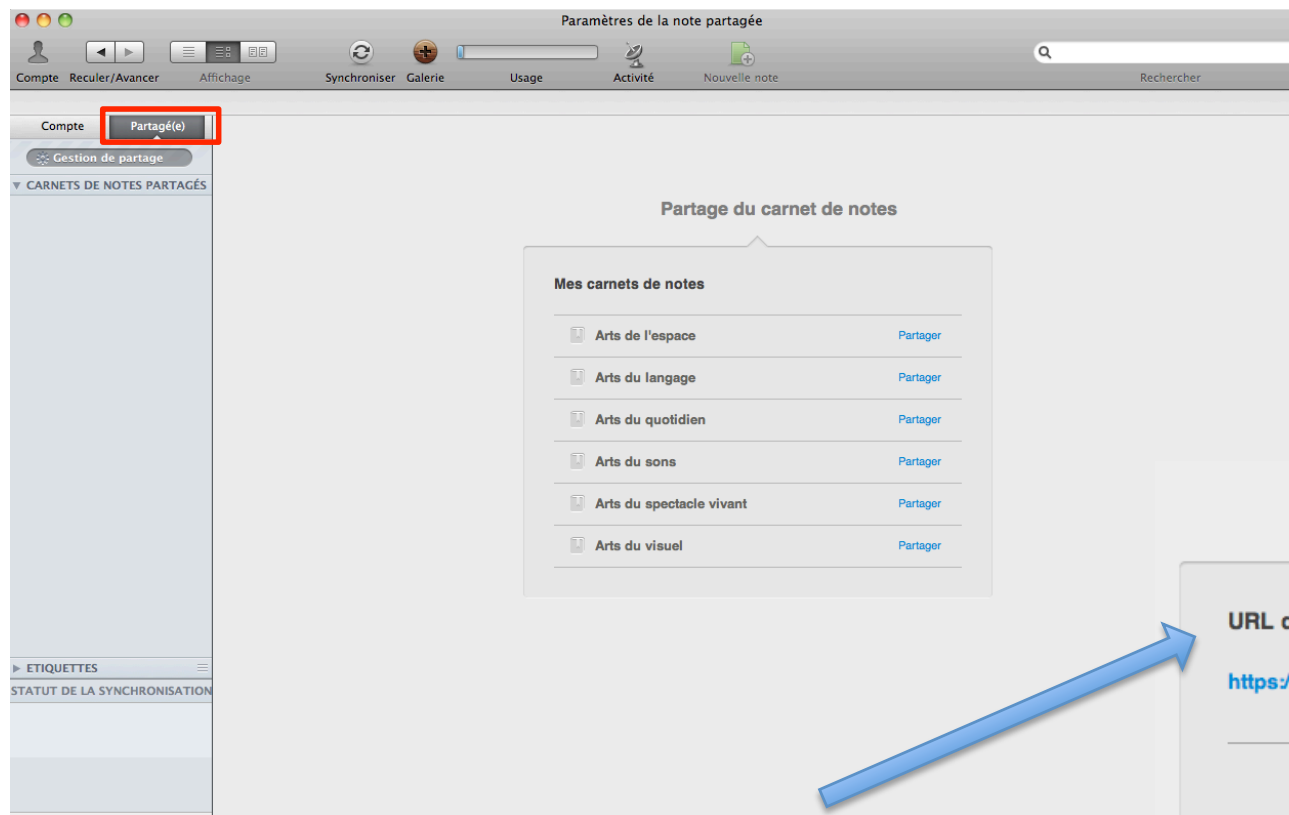 Paramètres de la note partagée
Compte Reculer/Avancer Affichage Synchroniser Galerie Usage Activité Nouvelle note Rechercher
Compte Partagé(e)
Gestion de partage
CARNETS DE NOTES PARTAGÉS
Partage du carnet de notes
Mes carnets de notes
Arts de l'espace Partager
Arts du langage Partager
Arts du quotidien Partager
Arts du sons Partager
Arts du spectacle vivant Partager
Arts du visuel Partager
URL
https:/
ETIQUETTES
STATUT DE LA SYNCHRONISATION